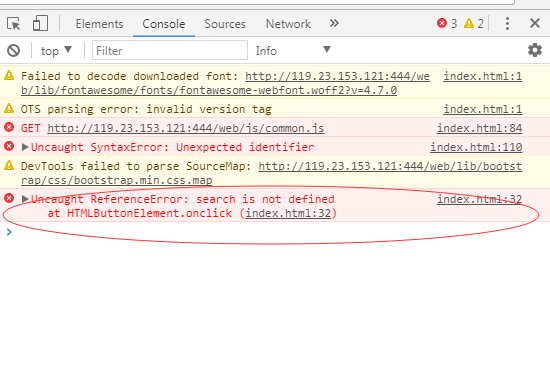 Elements Console Sources Network » 3 2
top Filter Info
Failed to decode downloaded font: http://119.23.153.121:444/we index.html:1
b/lib/fontawesome/fonts/fontawesome-webfont.woff2?v=4.7.0
OTS parsing error: invalid version tag index.html:1
GET http://119.23.153.121:444/web/js/common.js index.html:84
Uncaught SyntaxError: Unexpected identifier index.html:110
DevTools failed to parse SourceMap: http://119.23.153.121:444/web/lib/bootst
rap/css/bootstrap.min.css.map
Uncaught ReferenceError: search is not defined index.html:32
at HTMLButtonElement.onclick (index.html:32)